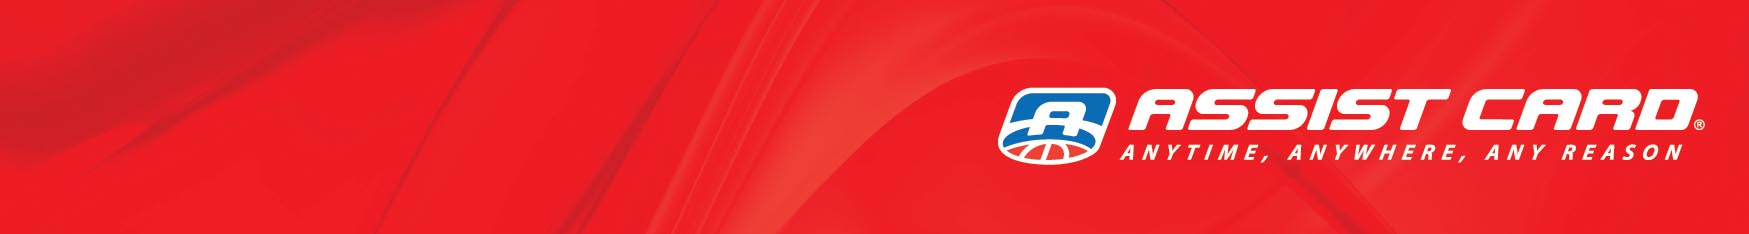 A ASSIST CARD®
ANYTIME, ANYWHERE, ANY REASON